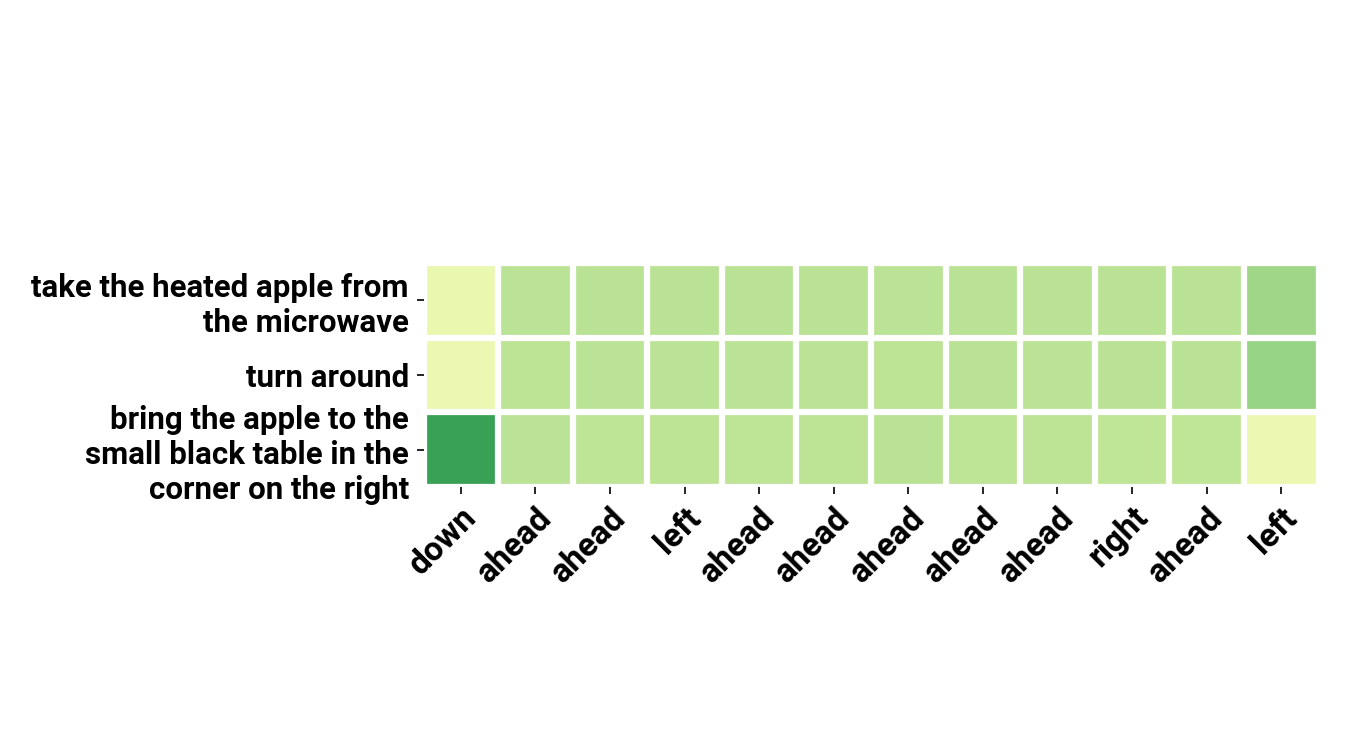 take the heated apple from
the microwave
turn around
bring the apple to the
small black table in the
corner on the right
down
ahead
ahead
left
ahead
ahead
ahead
ahead
ahead
right
ahead
left